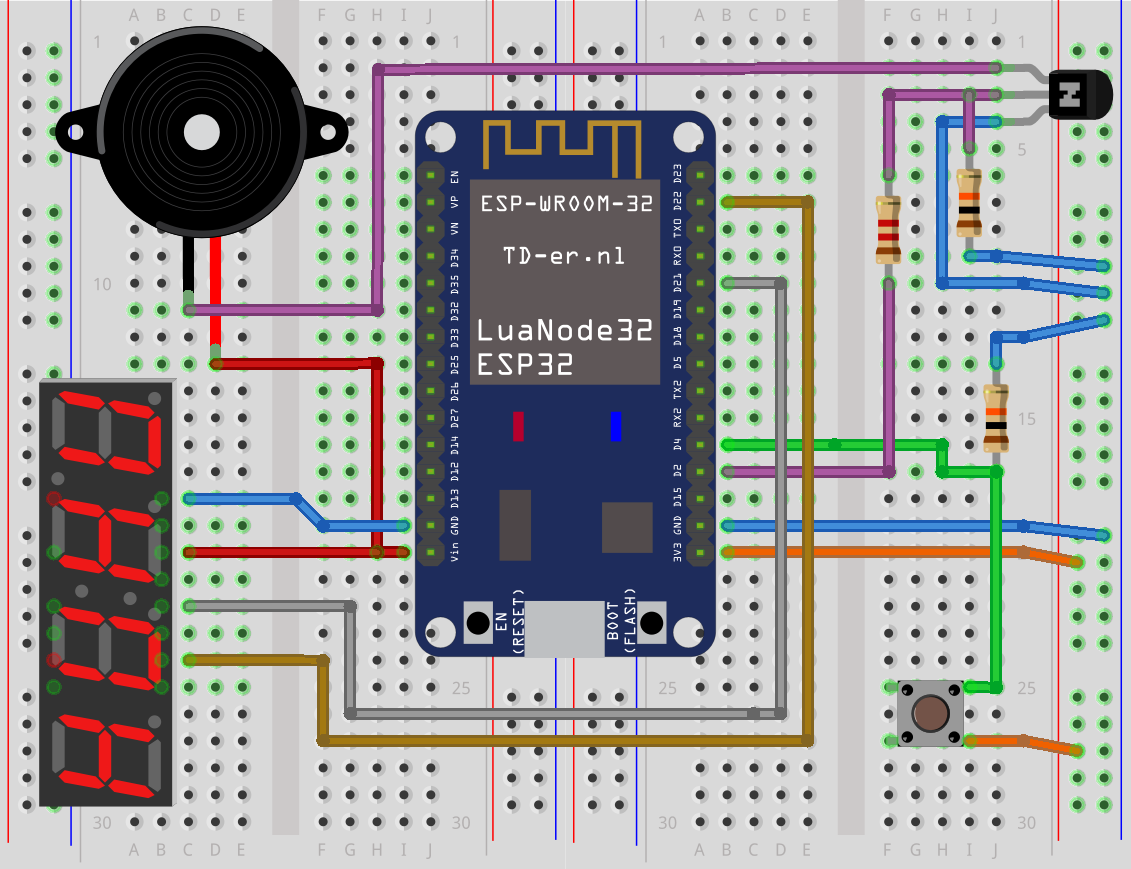 A B C D E F G H I J A B C D E F G H I J
1 1 1 1
5
10
15
25 25 25
30 30 30 30
EN
VP
VN
D34
D35
D32
D33
D25
D26
D27
D14
D12
D13
GND
Vin
D23
D22
TX0
RX0
D21
D19
D18
D5
TX2
RX2
D4
D2
D15
GND
3V3
ESP-WROOM-32
TD-er.nl
LuaNode32
ESP32
EN
(RESET)
BOOT
(FLASH)
N
A B C D E F G H I J A B C D E F G H I J